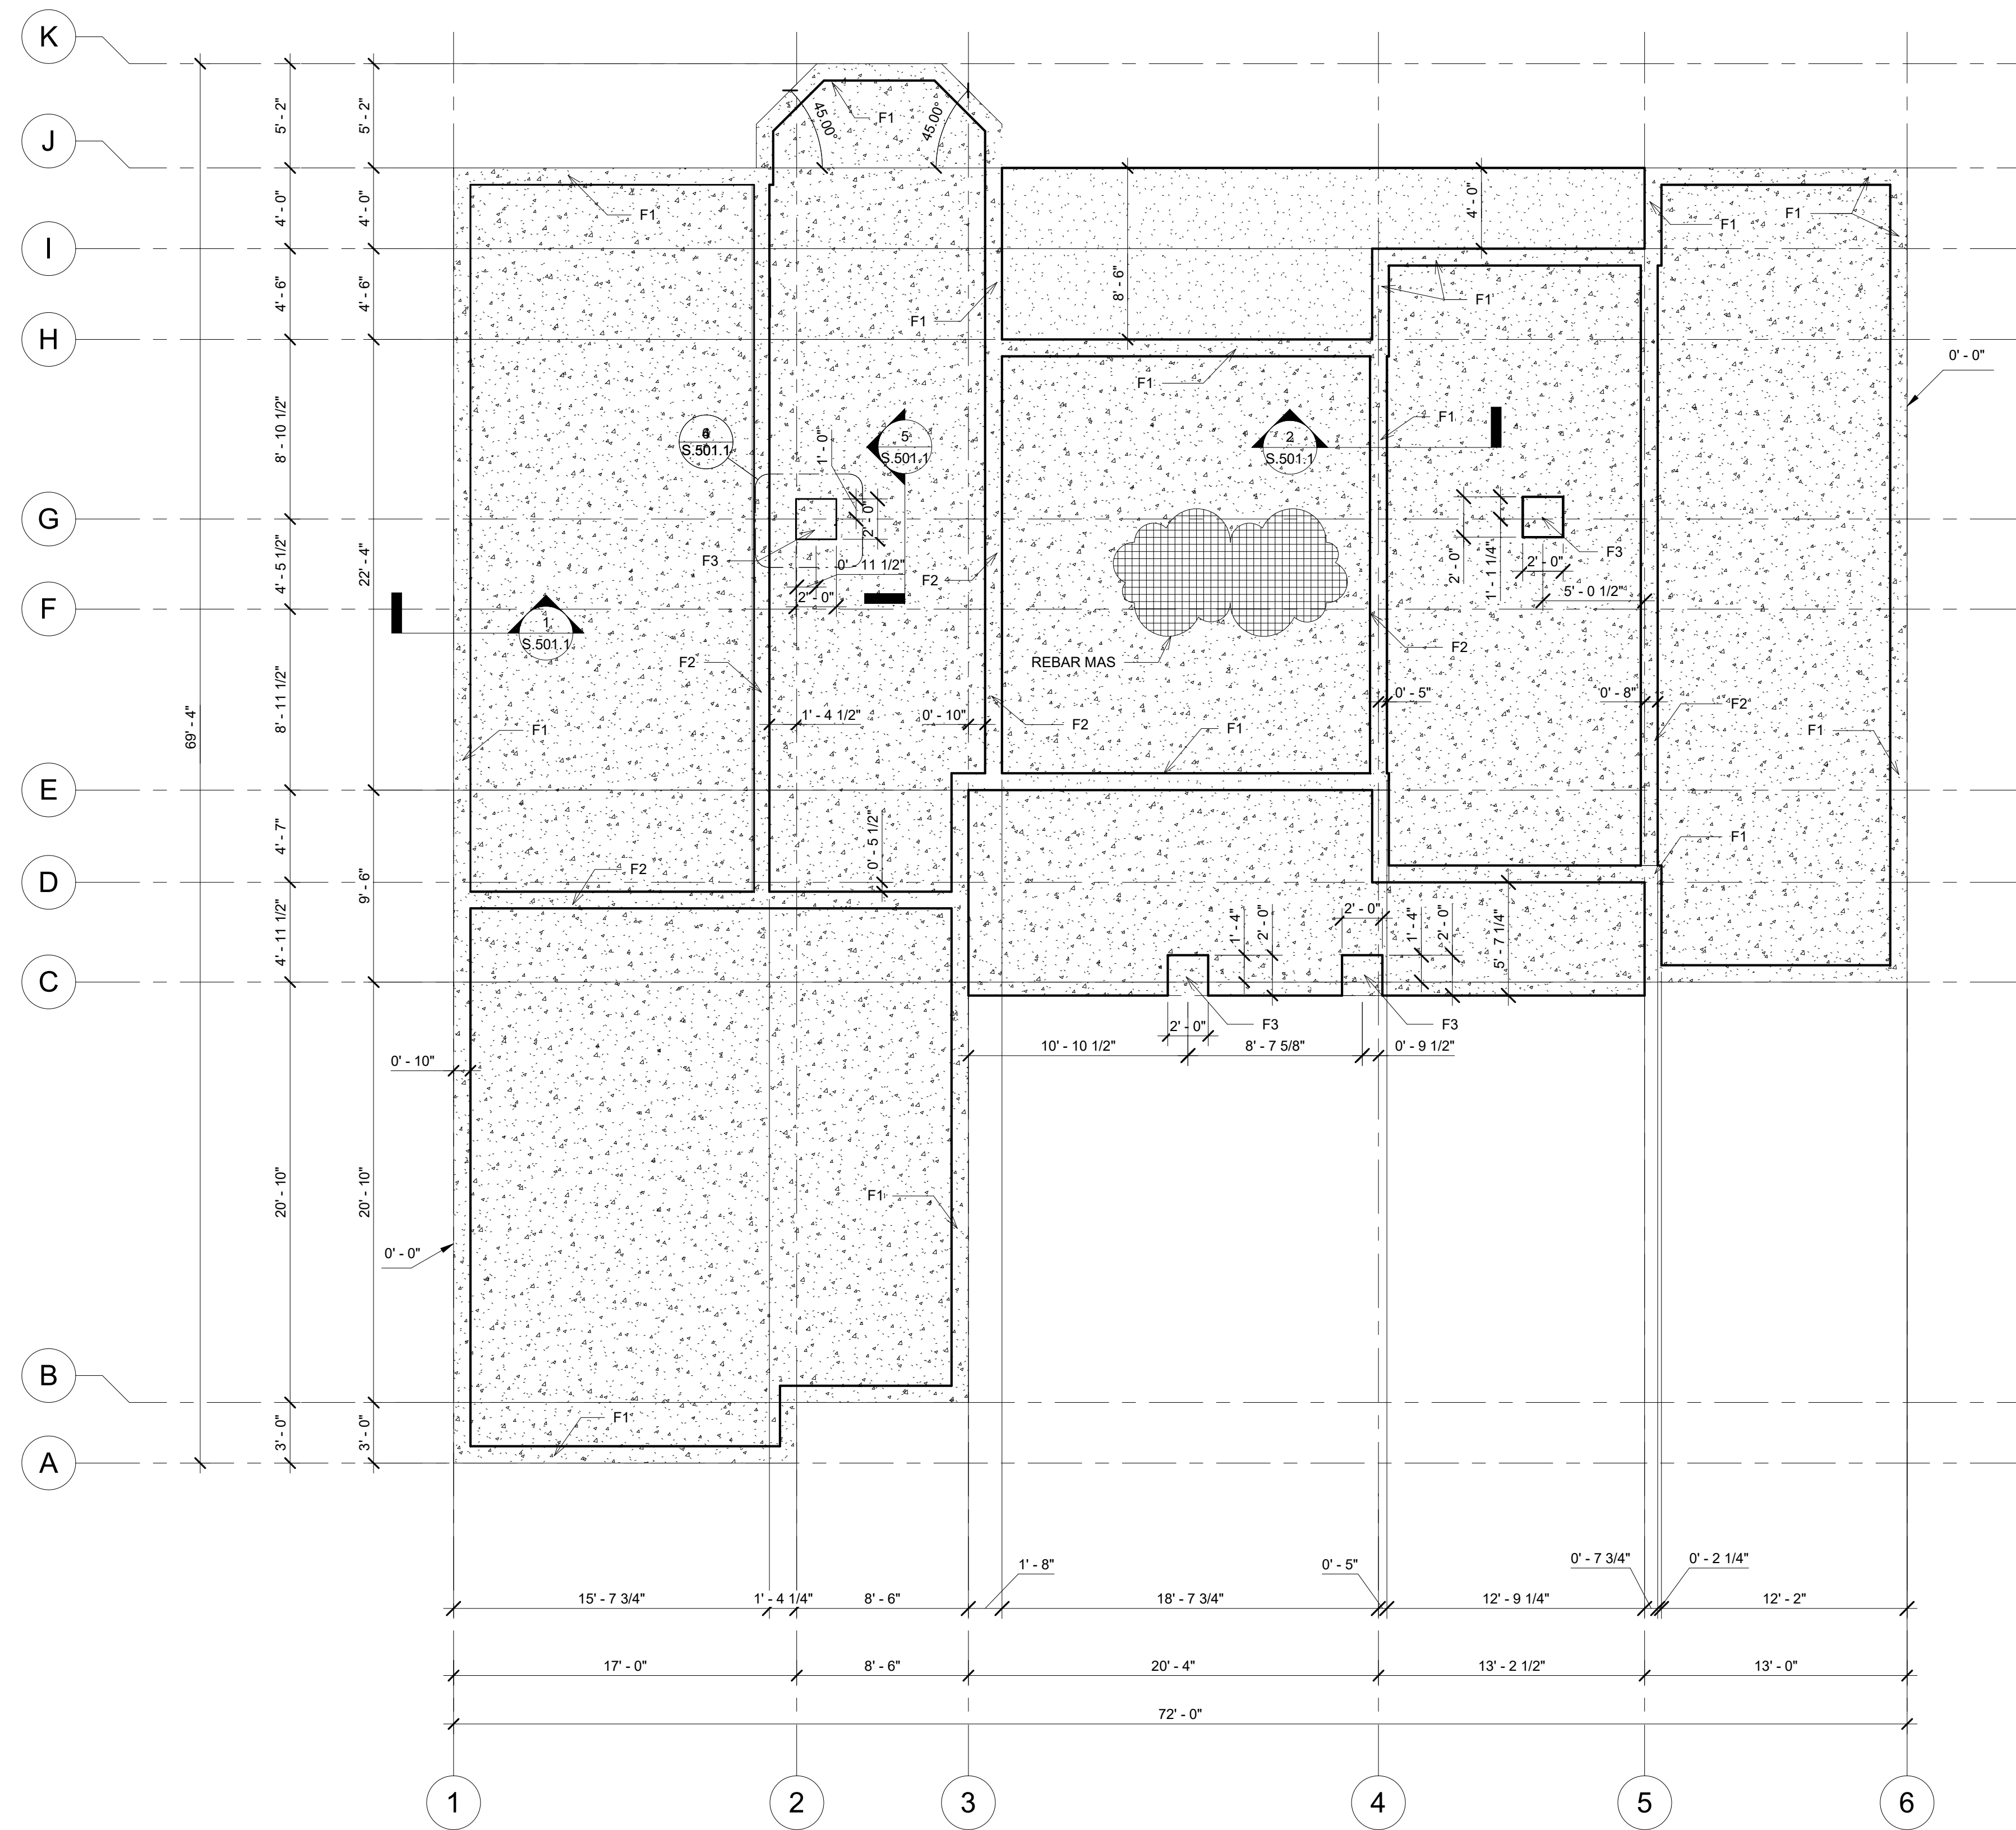 K
J
I
H
G
F
E
D
C
B
A
5' - 2"
5' - 2"
4' - 0"
4' - 0"
4' - 6"
4' - 6"
8' - 10 1/2"
4' - 5 1/2"
22' - 4"
8' - 11 1/2"
69' - 4"
4' - 7"
9' - 6"
4' - 11 1/2"
20' - 10"
20' - 10"
3' - 0"
3' - 0"
45.00°
45.00°
F1
F1
F1
F1
4' - 0"
8' - 6"
F1
F1
0' - 0"
F1
F1
S.501.1
1' - 0"
5
S.501.1
2
S.501.1
2' - 0"
F3
0' - 11 1/2"
2' - 0"
F2
2' - 0"
1' - 1 1/4"
2' - 0"
F3
5' - 0 1/2"
1
S.501.1
F2
REBAR MAS
F2
0' - 5"
0' - 8"
F2
1' - 4 1/2"
0' - 10"
F2
F1
F1
F1
0' - 5 1/2"
F2
F1
1' - 4"
2' - 0"
2' - 0"
1' - 4"
2' - 0"
5' - 7 1/4"
2' - 0"
F3
F3
10' - 10 1/2"
8' - 7 5/8"
0' - 9 1/2"
0' - 10"
F1
0' - 0"
F1
1' - 8"
0' - 5"
0' - 7 3/4"
0' - 2 1/4"
15' - 7 3/4"
1' - 4 1/4"
8' - 6"
18' - 7 3/4"
12' - 9 1/4"
12' - 2"
17' - 0"
8' - 6"
20' - 4"
13' - 2 1/2"
13' - 0"
72' - 0"
1
2
3
4
5
6